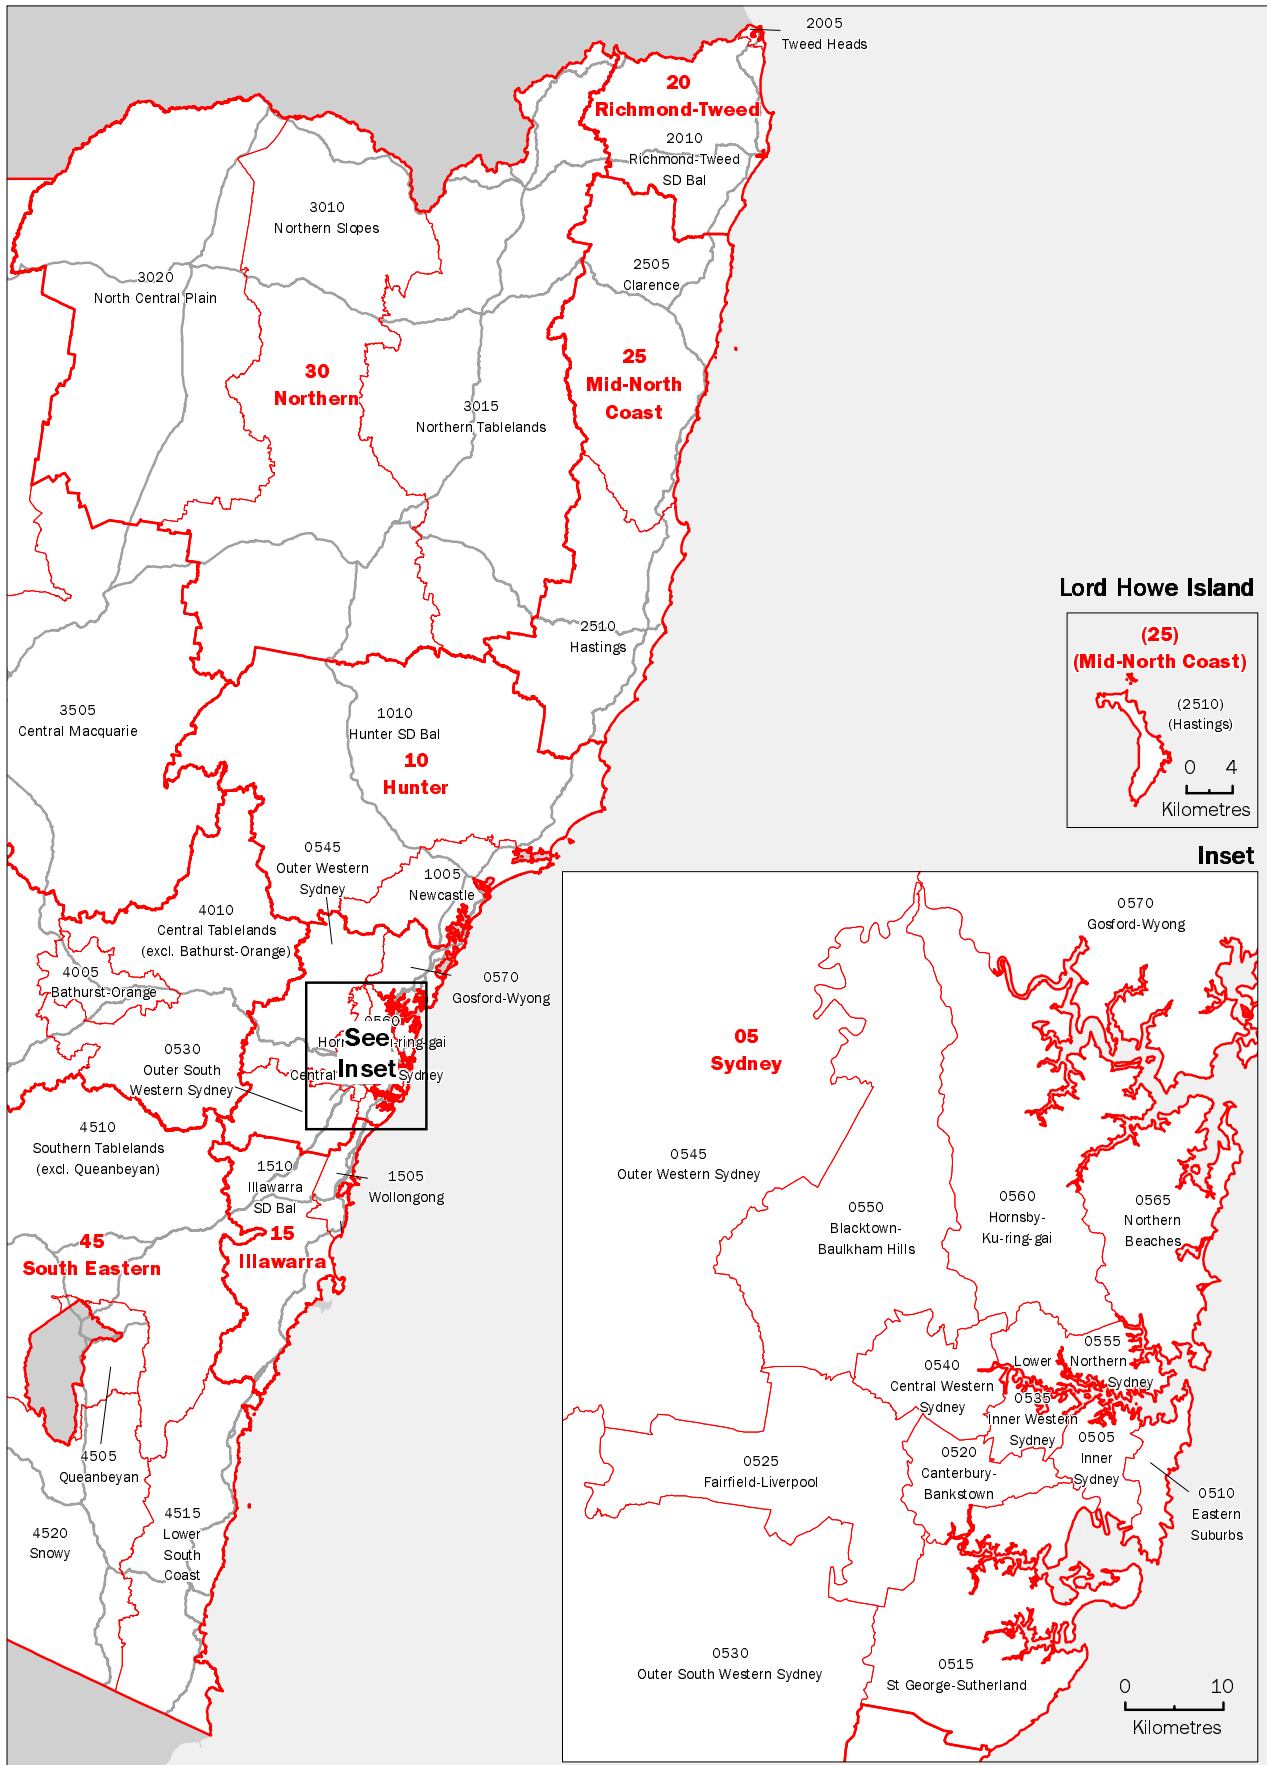 2005
Tweed Heads
20
Richmond-Tweed
2010
Richmond-Tweed
SD Bal
3010
Northern Slopes
3020
North Central Plain
2505
Clarence
30
Northern
25
Mid-North
Coast
3015
Northern Tablelands
2510
Hastings
3505
Central Macquarie
1010
Hunter SD Bal
10
Hunter
0545
Outer Western
Sydney
1005
Newcastle
4010
Central Tablelands
(excl. Bathurst-Orange)
4005
Bathurst-Orange
0570
Gosford-Wyong
0560
See
Inset
Central
Sydney
0530
Outer South
Western Sydney
4510
Southern Tablelands
(excl. Queanbeyan)
1510
Illawarra
SD Bal
1505
Wollongong
45
South Eastern
15
Illawarra
4505
Queanbeyan
4520
Snowy
4515
Lower
South
Coast
Lord Howe Island
(25)
(Mid-North Coast)
(2510)
(Hastings)
0 4
Kilometres
Inset
0570
Gosford-Wyong
05
Sydney
0545
Outer Western Sydney
0550
Blacktown-
Baulkham Hills
0560
Hornsby-
Ku-ring-gai
0565
Northern
Beaches
0555
Lower Northern
Sydney
0540
Central Western
Sydney
0535
Inner Western
Sydney
0505
Inner
Sydney
0520
Canterbury-
Bankstown
0525
Fairfield-Liverpool
0510
Eastern
Suburbs
0530
Outer South Western Sydney
0515
St George-Sutherland
0 10
Kilometres